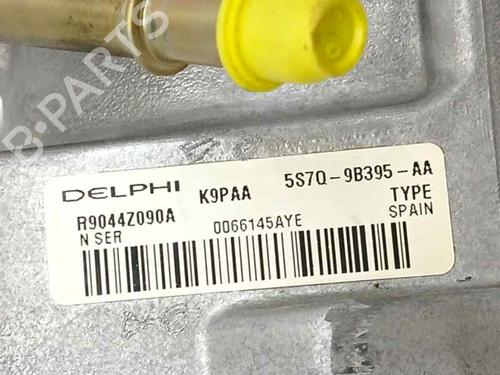 B-PARTS
DELPHI K9PAA 5S7Q-9B395-AA
R9044Z090A TYPE
N SER 0066145AYE SPAIN